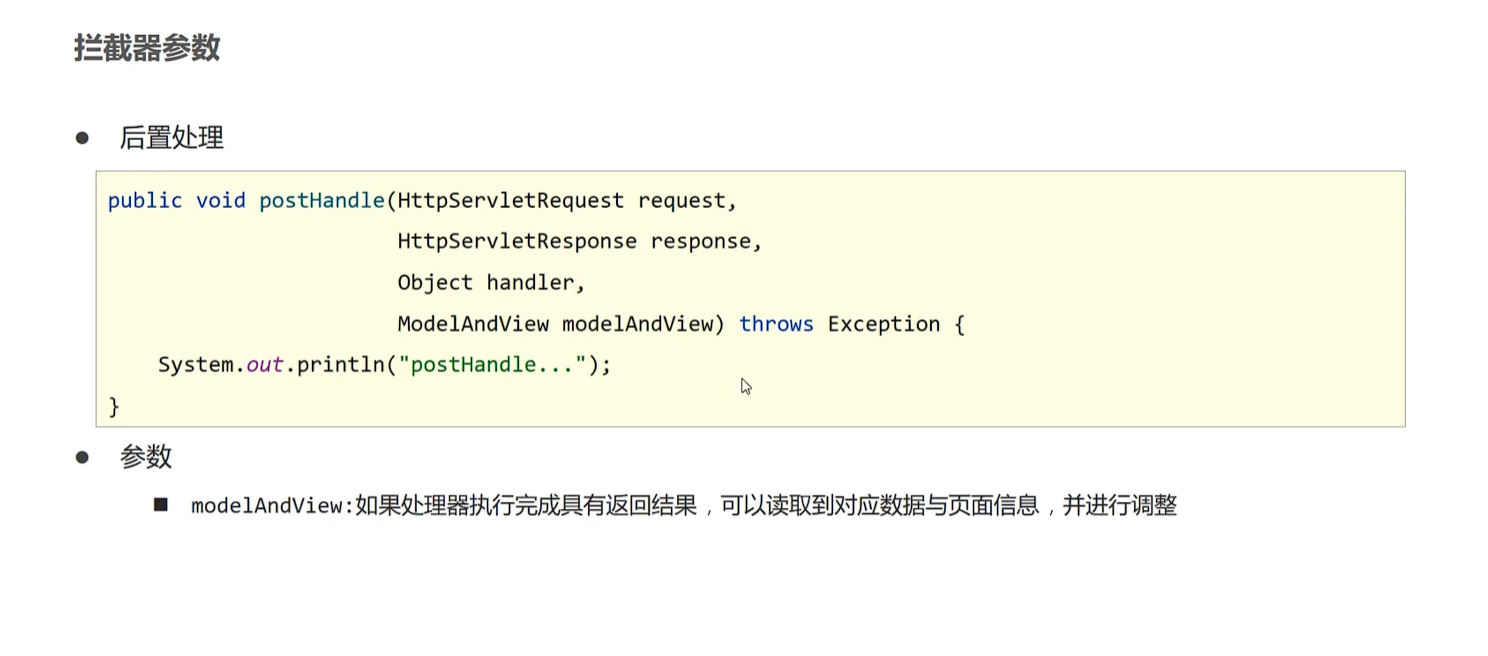 拦截器参数
● 后置处理
public void postHandle(HttpServletRequest request,
HttpServletResponse response,
Object handler,
ModelAndView modelAndView) throws Exception {
System.out.println("postHandle...");
}
● 参数
■ modelAndView:如果处理器执行完成具有返回结果，可以读取到对应数据与页面信息，并进行调整